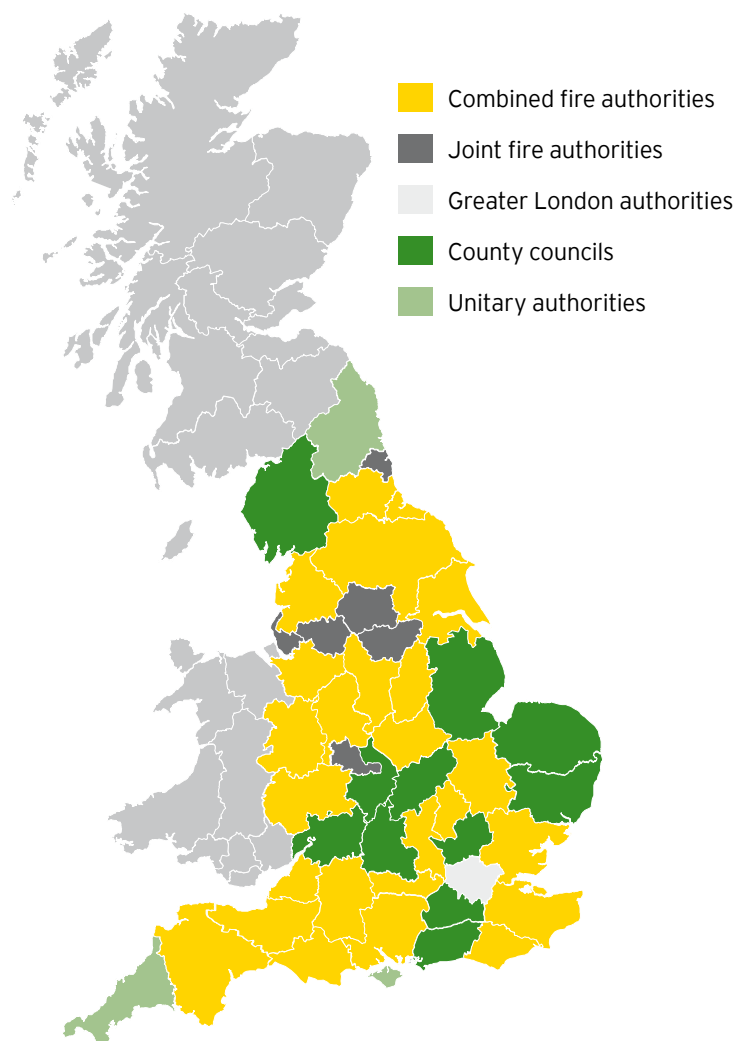 Combined fire authorities
Joint fire authorities
Greater London authorities
County councils
Unitary authorities